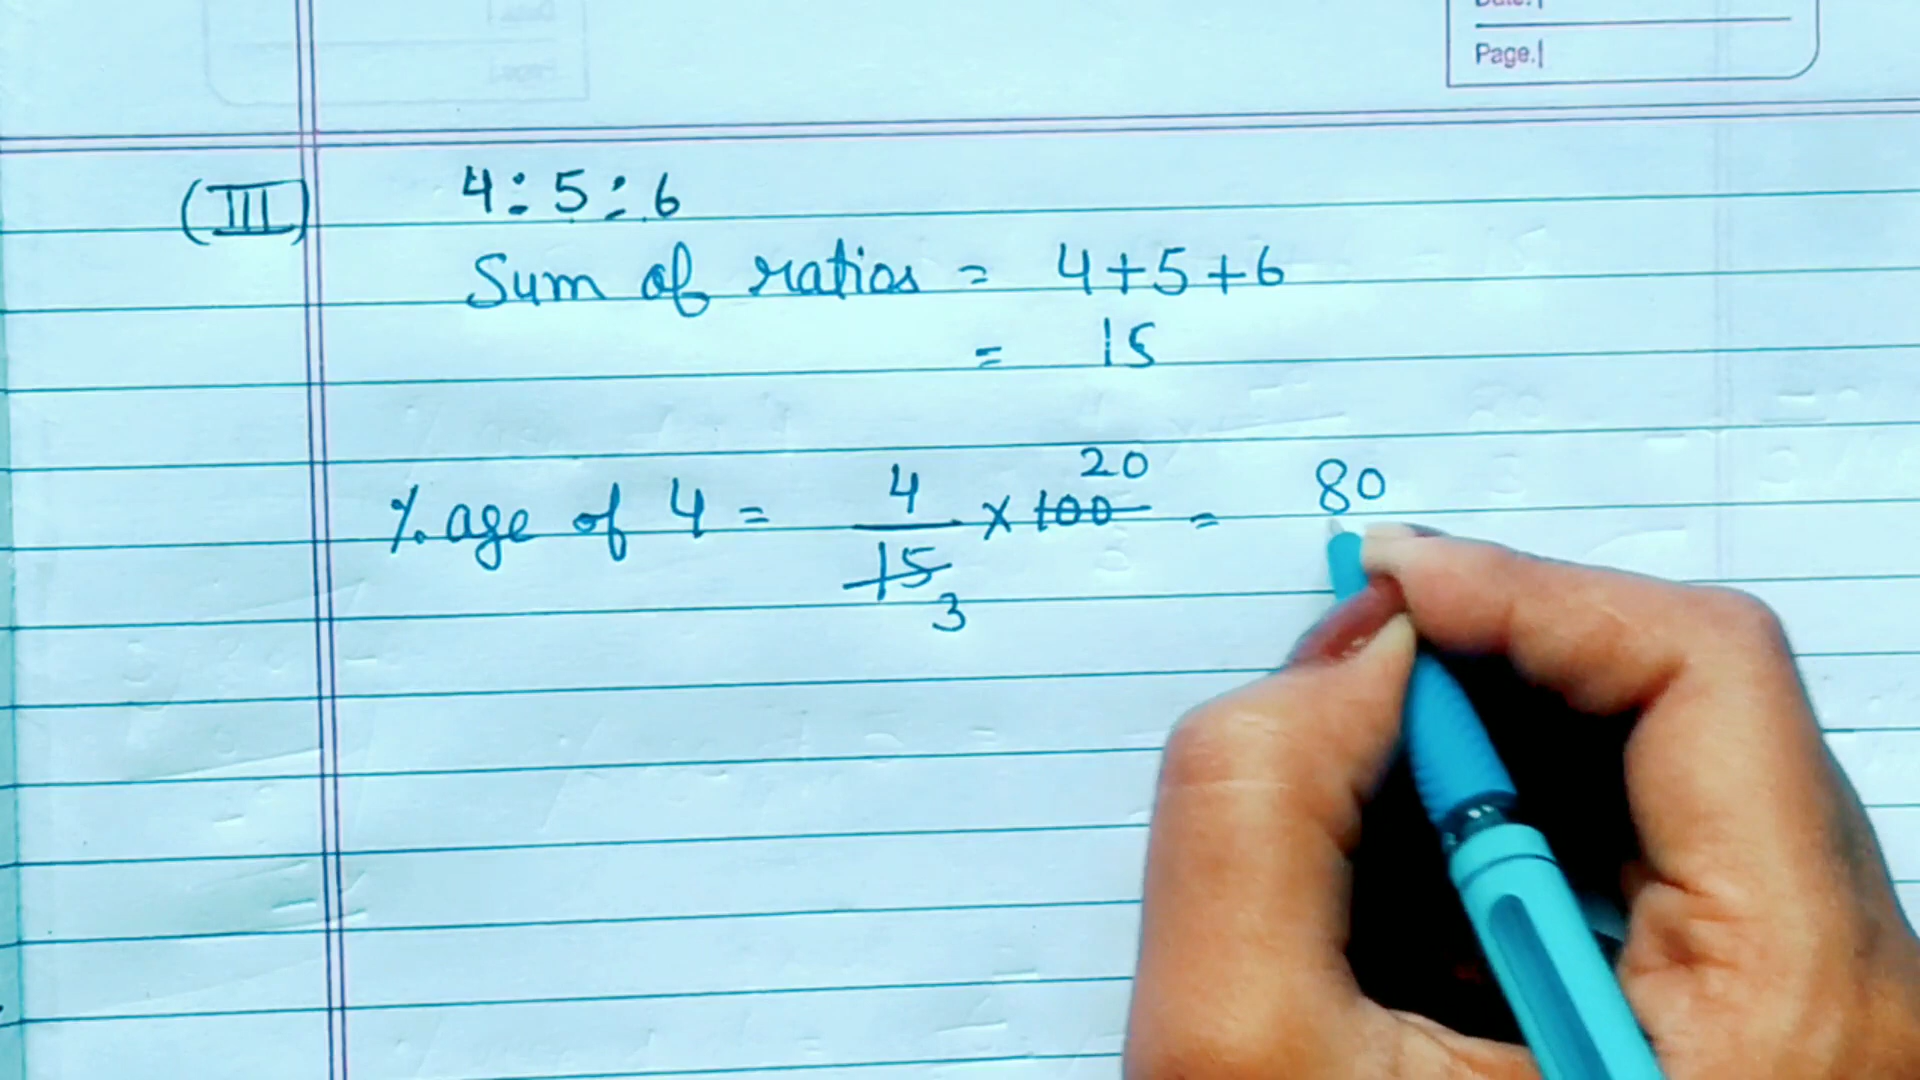 Page.
(III) 4:5:6
Sum of ratios = 4+5+6
= 15
%age of 4 = 4/15 × 100 = 80
20
3